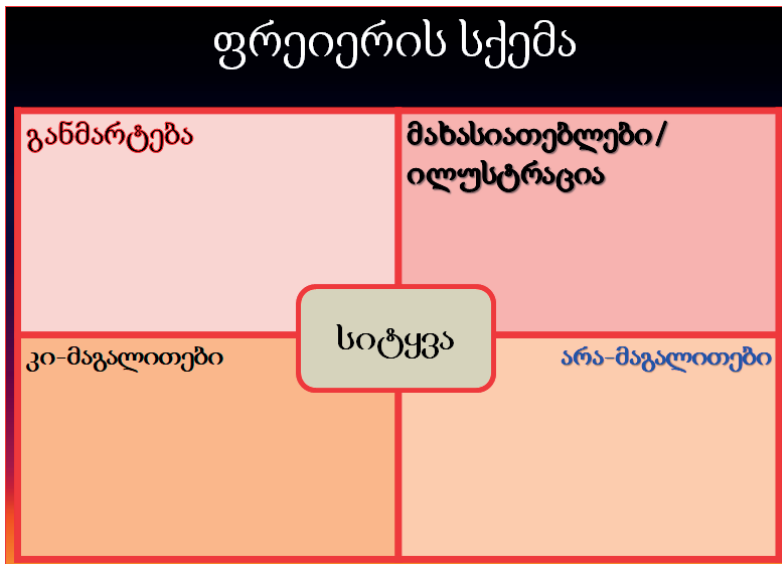 ფრეიერის სქემა
განმარტება
მახასიათებლები/
ილუსტრაცია
სიტყვა
კი-მაგალითები
არა-მაგალითები